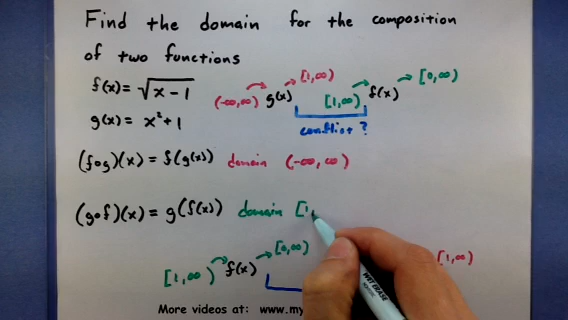 Find the domain for the composition
of two functions
f(x)= √x-1
g(x)= x²+1
(-∞,∞) g(x) [1,∞) [1,∞) f(x) [0,∞)
conflict?
(f∘g)(x) = f(g(x)) domain (-∞,∞)
(g∘f)(x) = g(f(x)) domain [1,
[1,∞) f(x) [0,∞) [1,∞)
More videos at: www.my